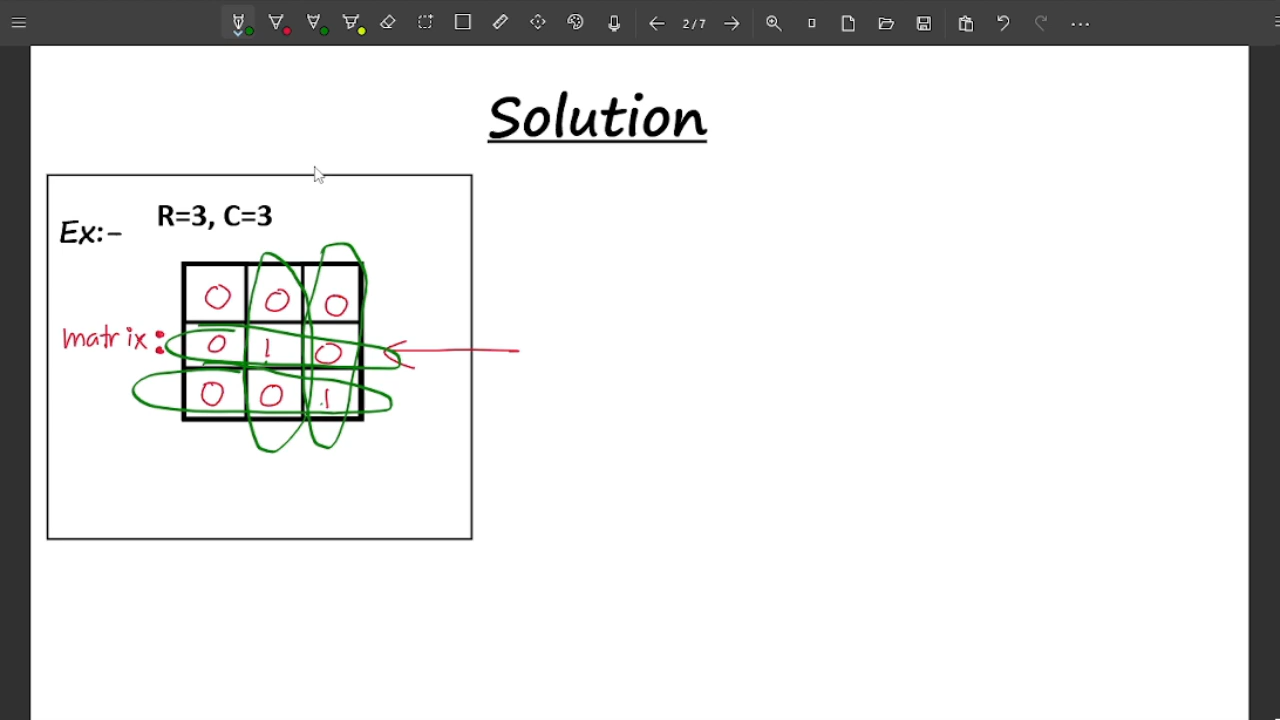 2/7
Solution
Ex:- R=3, C=3
0 0 0
matrix: 0 1 0
0 0 1